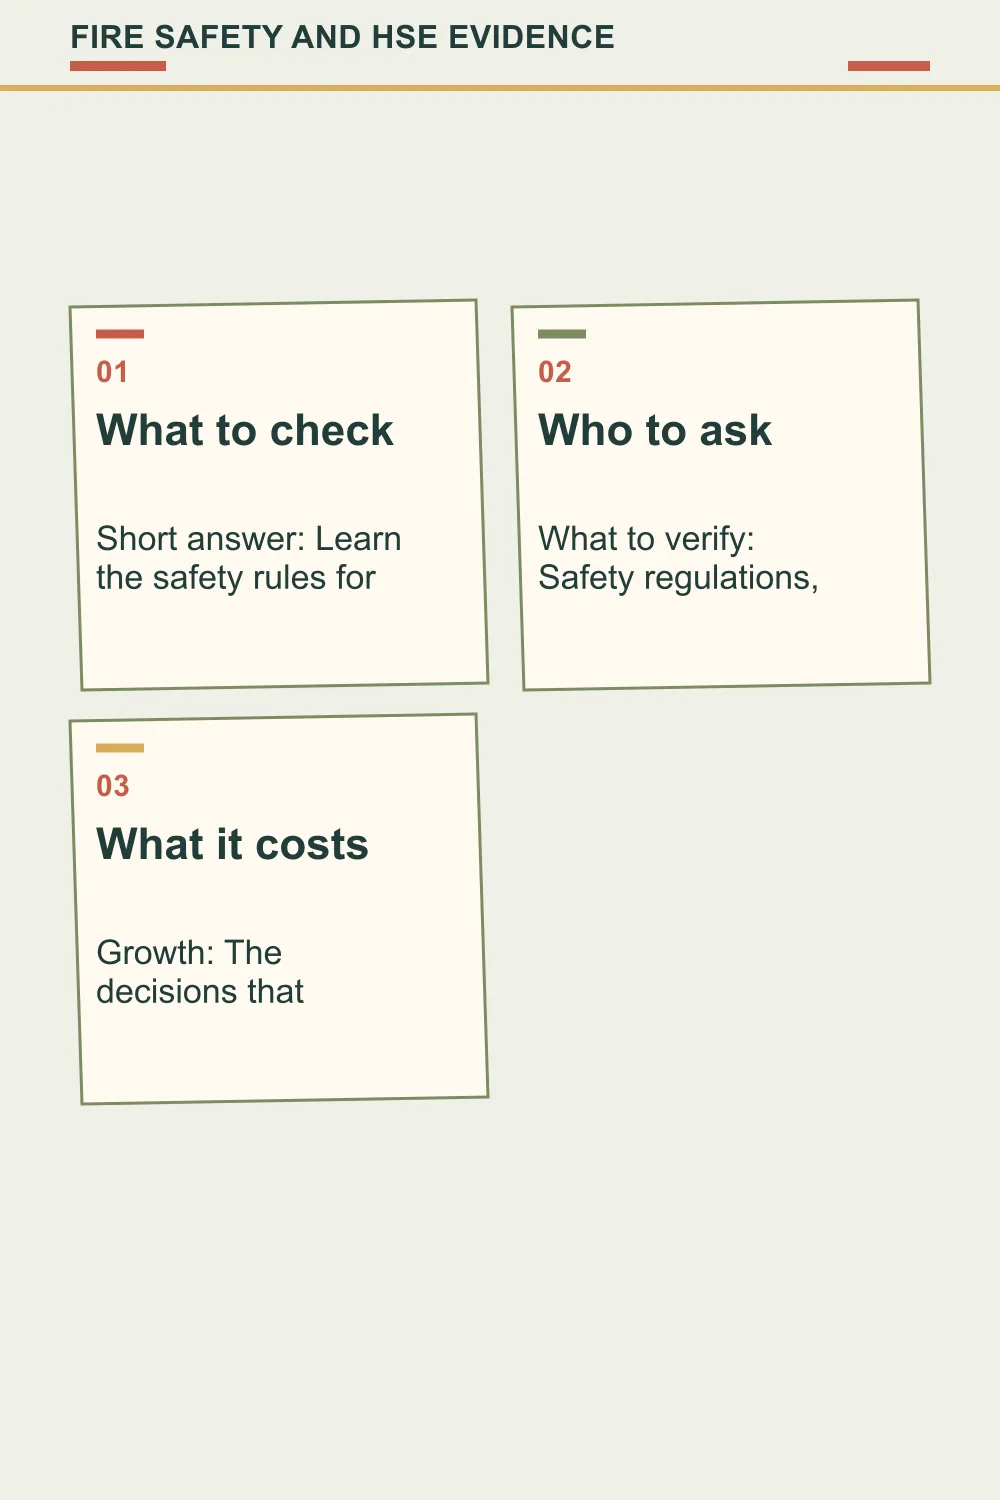 FIRE SAFETY AND HSE EVIDENCE
01
What to check
Short answer: Learn
the safety rules for
02
Who to ask
What to verify:
Safety regulations,
03
What it costs
Growth: The
decisions that